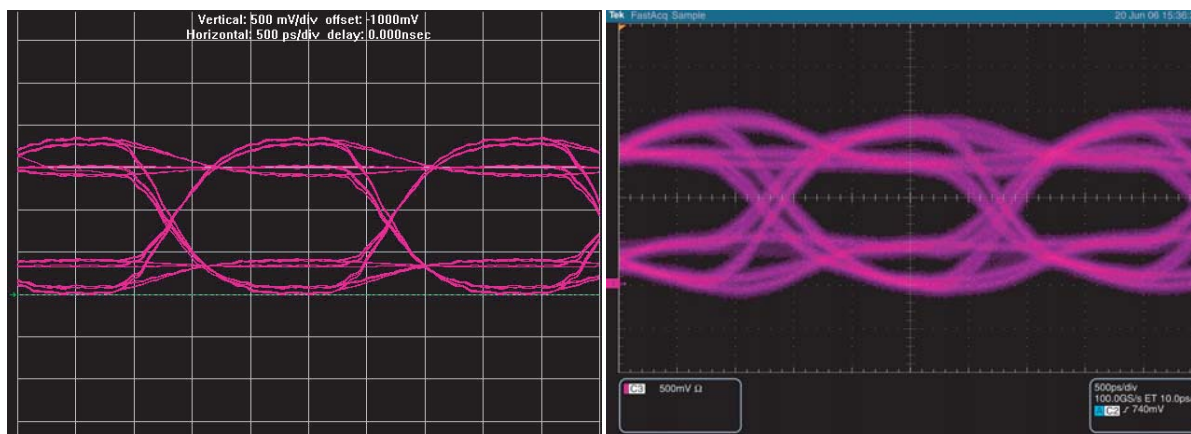 Vertical: 500 mV/div offset: -1000mV
Horizontal: 500 ps/div delay: 0.000nsec
Tek FastAcq Sample
20 Jun 06 15:36:
C3 500mV Ω
500ps/div
100.0GS/s ET 10.0ps/
A C2 ƒ 740mV